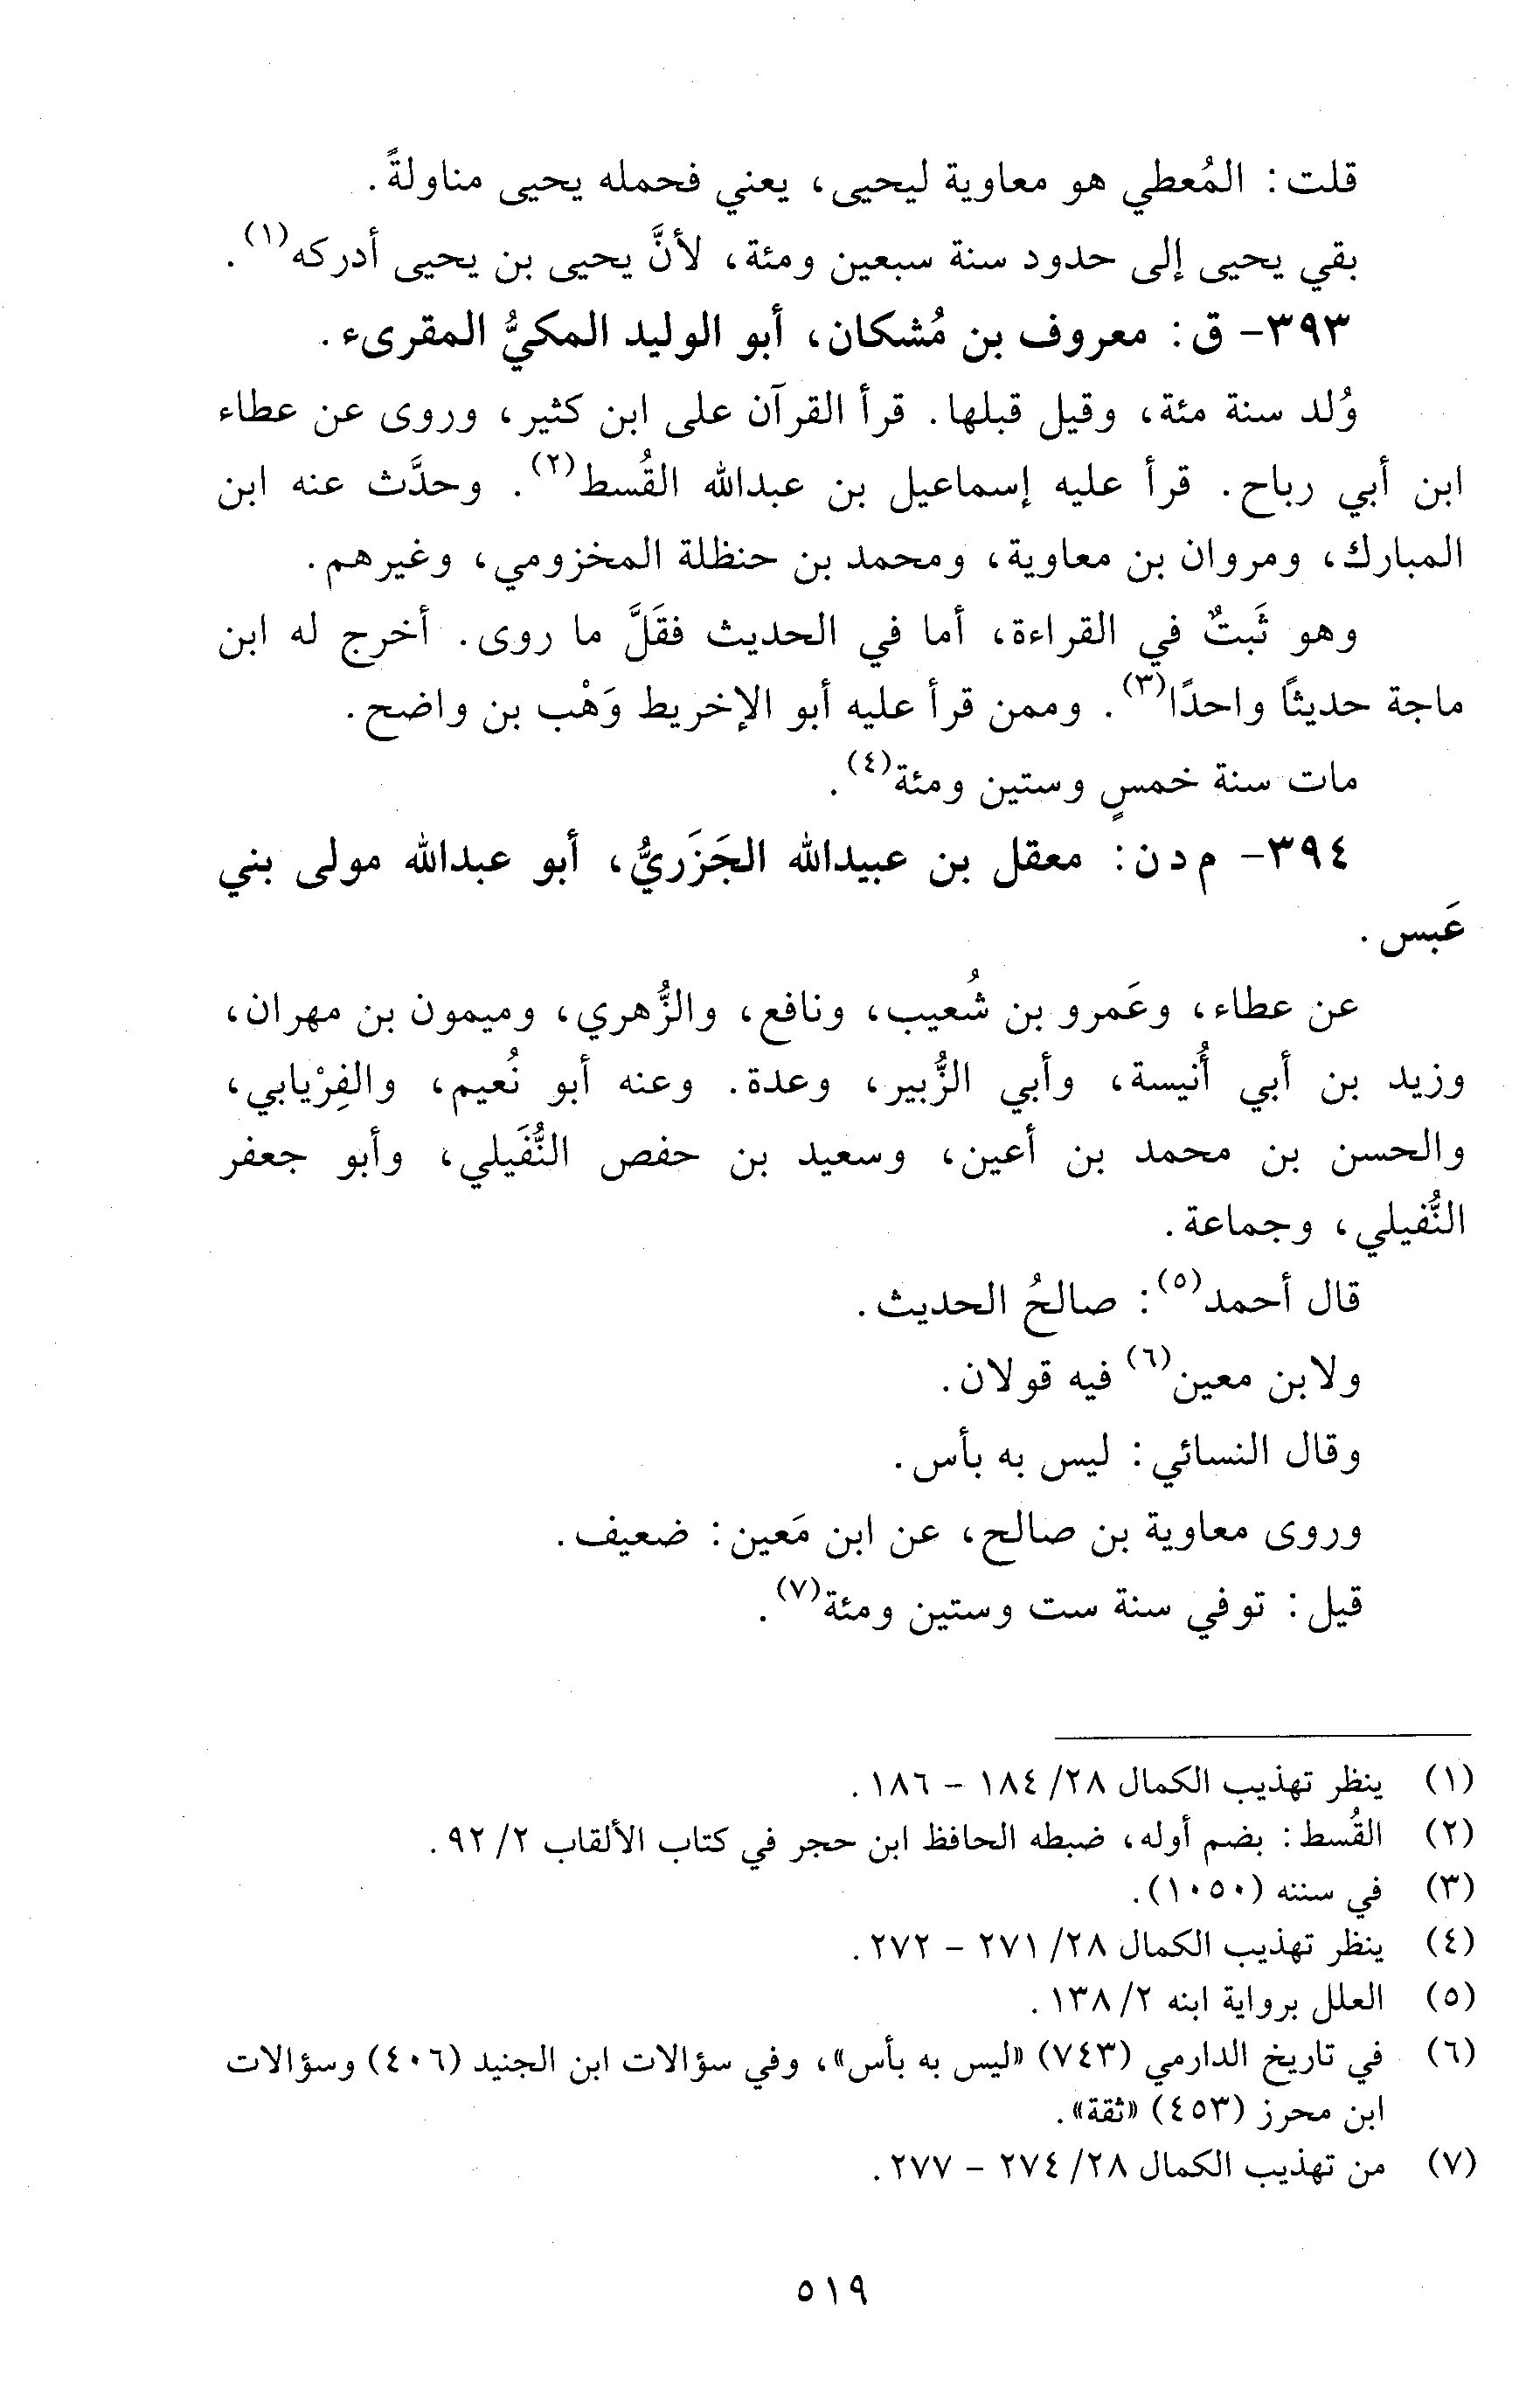 قلت: المُعطي هو معاوية ليحيى، يعني فحمله يحيى مناولةً.
بقي يحيى إلى حدود سنة سبعين ومئة، لأنَّ يحيى بن يحيى أدركه(١).
٣٩٣- ق: معروف بن مُشكان، أبو الوليد المكيُّ المقرىء.
وُلد سنة مئة، وقيل قبلها. قرأ القرآن على ابن كثير، وروى عن عطاء
ابن أبي رباح. قرأ عليه إسماعيل بن عبدالله القُسط(٢). وحدَّث عنه ابن
المبارك، ومروان بن معاوية، ومحمد بن حنظلة المخزومي، وغيرهم.
وهو ثَبتٌ في القراءة، أما في الحديث فقَلَّ ما روى. أخرج له ابن
ماجة حديثًا واحدًا(٣). وممن قرأ عليه أبو الإخريط وَهْب بن واضح.
مات سنة خمسٍ وستين ومئة(٤).
٣٩٤- م د ن: معقل بن عبيدالله الجَزَريُّ، أبو عبدالله مولى بني
عَبس.
عن عطاء، وعَمرو بن شُعيب، ونافع، والزُّهري، وميمون بن مهران،
وزيد بن أبي أُنيسة، وأبي الزُّبير، وعدة. وعنه أبو نُعيم، والفِرْيابي،
والحسن بن محمد بن أعين، وسعيد بن حفص النُّفَيلي، وأبو جعفر
النُّفيلي، وجماعة.
قال أحمد(٥): صالحُ الحديث.
ولابن معين(٦) فيه قولان.
وقال النسائي: ليس به بأس.
وروى معاوية بن صالح، عن ابن مَعين: ضعيف.
قيل: توفي سنة ست وستين ومئة(٧).
(١) ينظر تهذيب الكمال ٢٨/ ١٨٤ - ١٨٦.
(٢) القُسط: بضم أوله، ضبطه الحافظ ابن حجر في كتاب الألقاب ٢/ ٩٢.
(٣) في سننه (١٠٥٠).
(٤) ينظر تهذيب الكمال ٢٨/ ٢٧١ - ٢٧٢.
(٥) العلل برواية ابنه ٢/ ١٣٨.
(٦) في تاريخ الدارمي (٧٤٣) «ليس به بأس»، وفي سؤالات ابن الجنيد (٤٠٦) وسؤالات
ابن محرز (٤٥٣) «ثقة».
(٧) من تهذيب الكمال ٢٨/ ٢٧٤ - ٢٧٧.
٥١٩